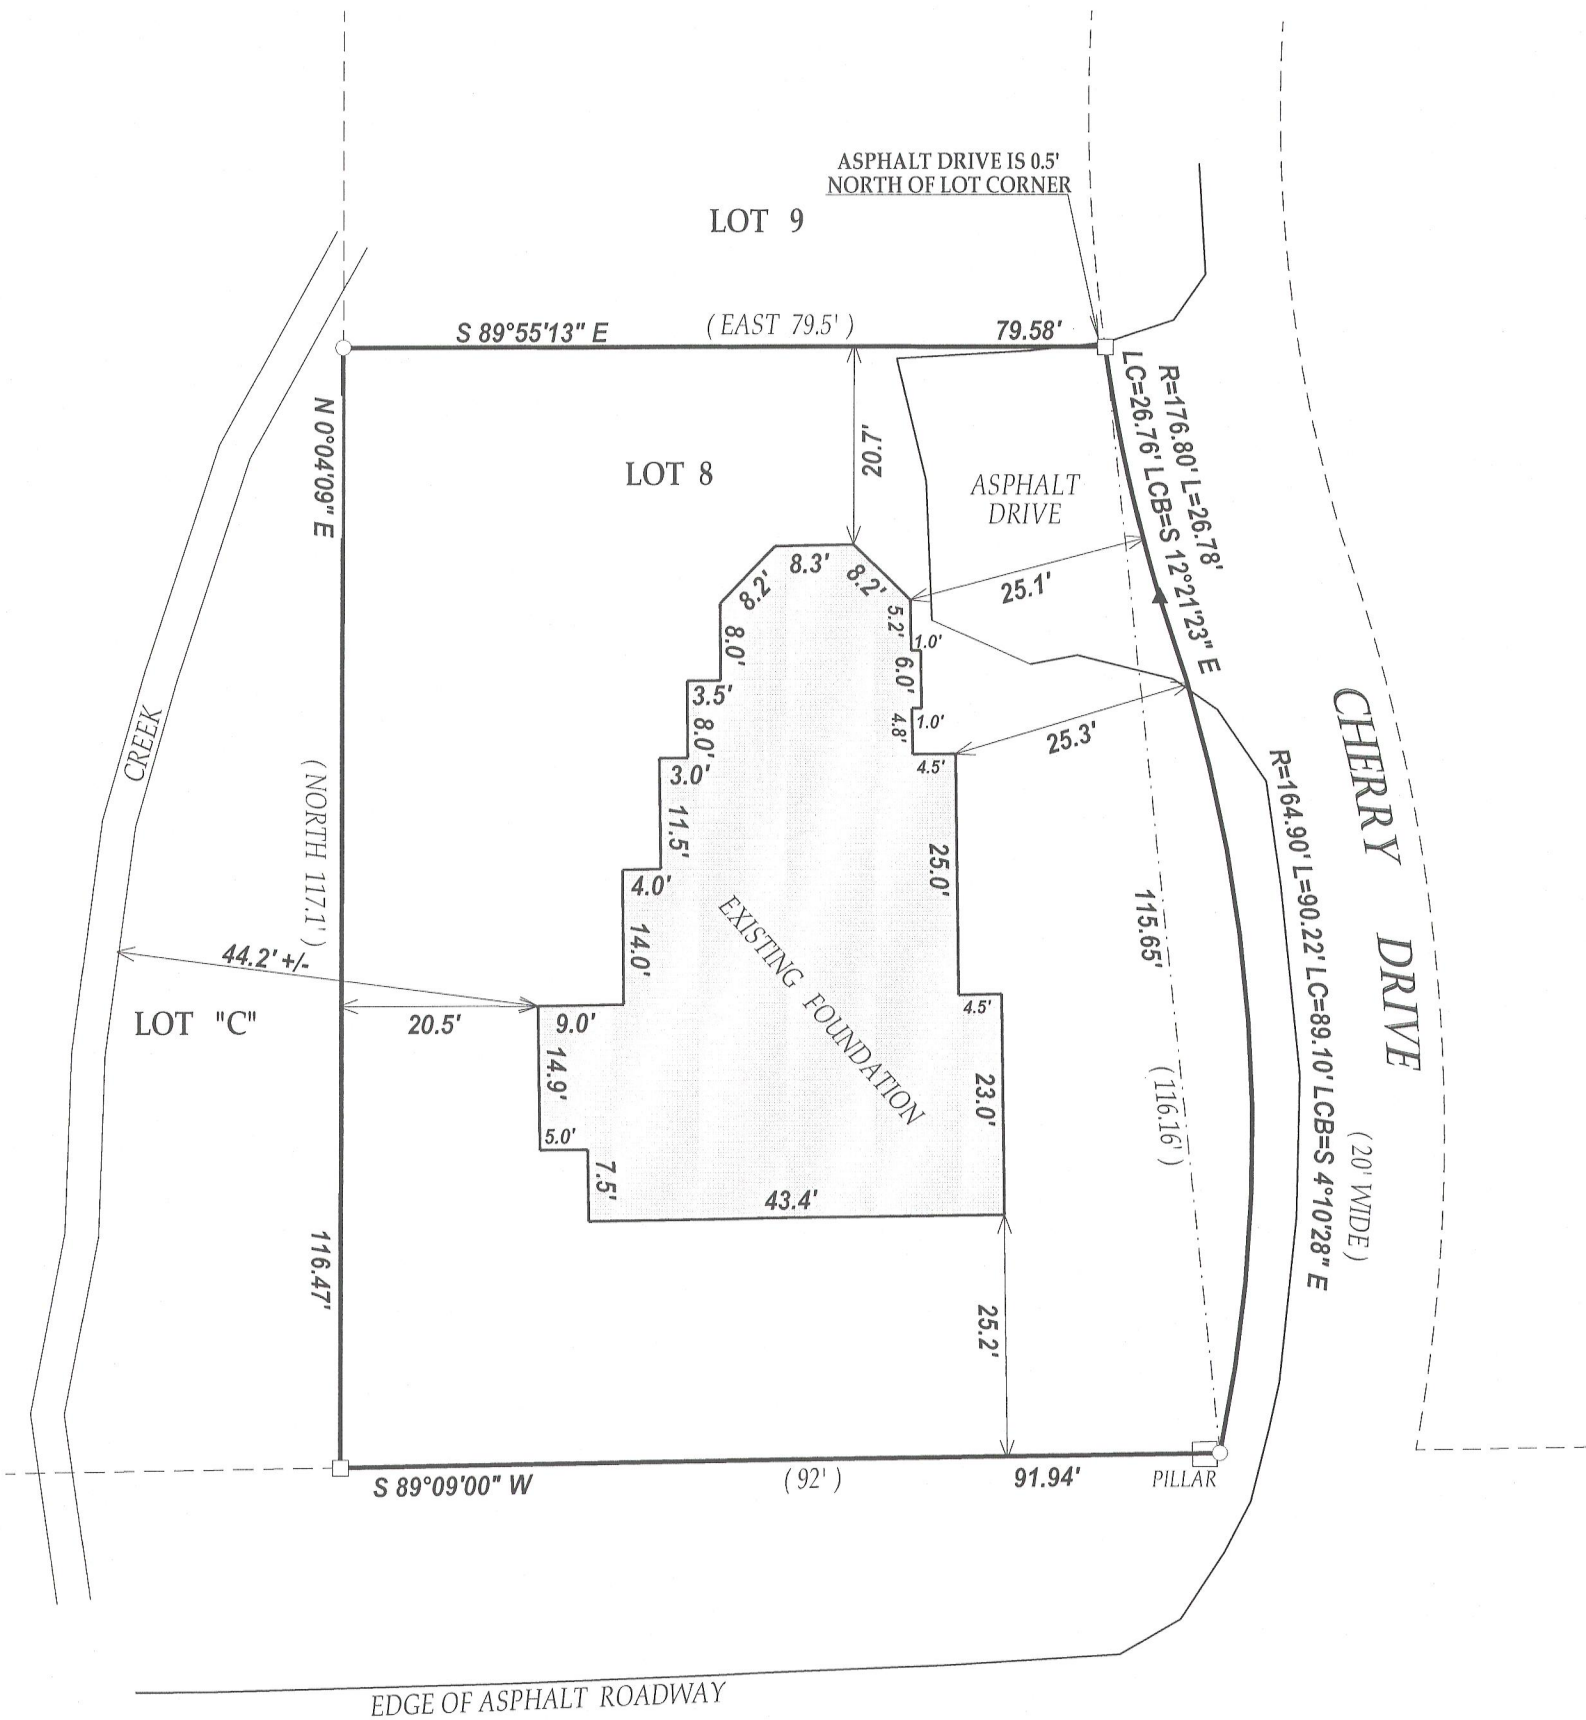 ASPHALT DRIVE IS 0.5'
NORTH OF LOT CORNER
LOT 9
S 89°55'13" E
( EAST 79.5' )
79.58'
N 0°04'09" E
( NORTH 117.1' )
116.47'
R=176.80' L=26.78'
LC=26.76' LCB=S 12°21'23" E
20.7'
LOT 8
ASPHALT
DRIVE
8.2'
8.3'
8.2'
25.1'
5.2'
1.0'
8.0'
6.0'
3.5'
1.0'
4.8'
8.0'
25.3'
4.5'
3.0'
11.5'
25.0'
4.0'
14.0'
EXISTING FOUNDATION
CREEK
44.2' +/-
20.5'
9.0'
4.5'
LOT "C"
14.9'
23.0'
5.0'
7.5'
43.4'
25.2'
115.65'
( 116.16' )
R=164.90' L=90.22' LC=89.10' LCB=S 4°10'28" E
CHERRY DRIVE
( 20' WIDE )
S 89°09'00" W
( 92' )
91.94'
PILLAR
EDGE OF ASPHALT ROADWAY